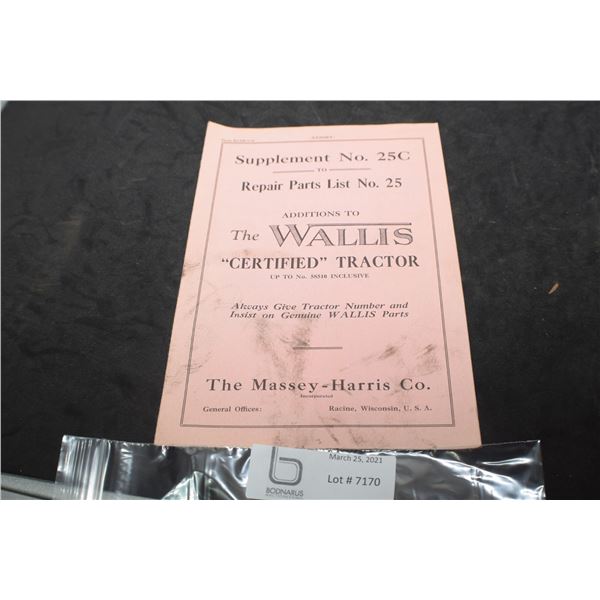 Supplement No. 25C
TO
Repair Parts List No. 25
ADDITIONS TO
The WALLIS
"CERTIFIED" TRACTOR
UP TO No. 58510 INCLUSIVE
Always Give Tractor Number and
Insist on Genuine WALLIS Parts
The Massey-Harris Co.
Incorporated
General Offices: Racine, Wisconsin, U. S. A.
March 25, 2021
Lot # 7170
BODNARUS